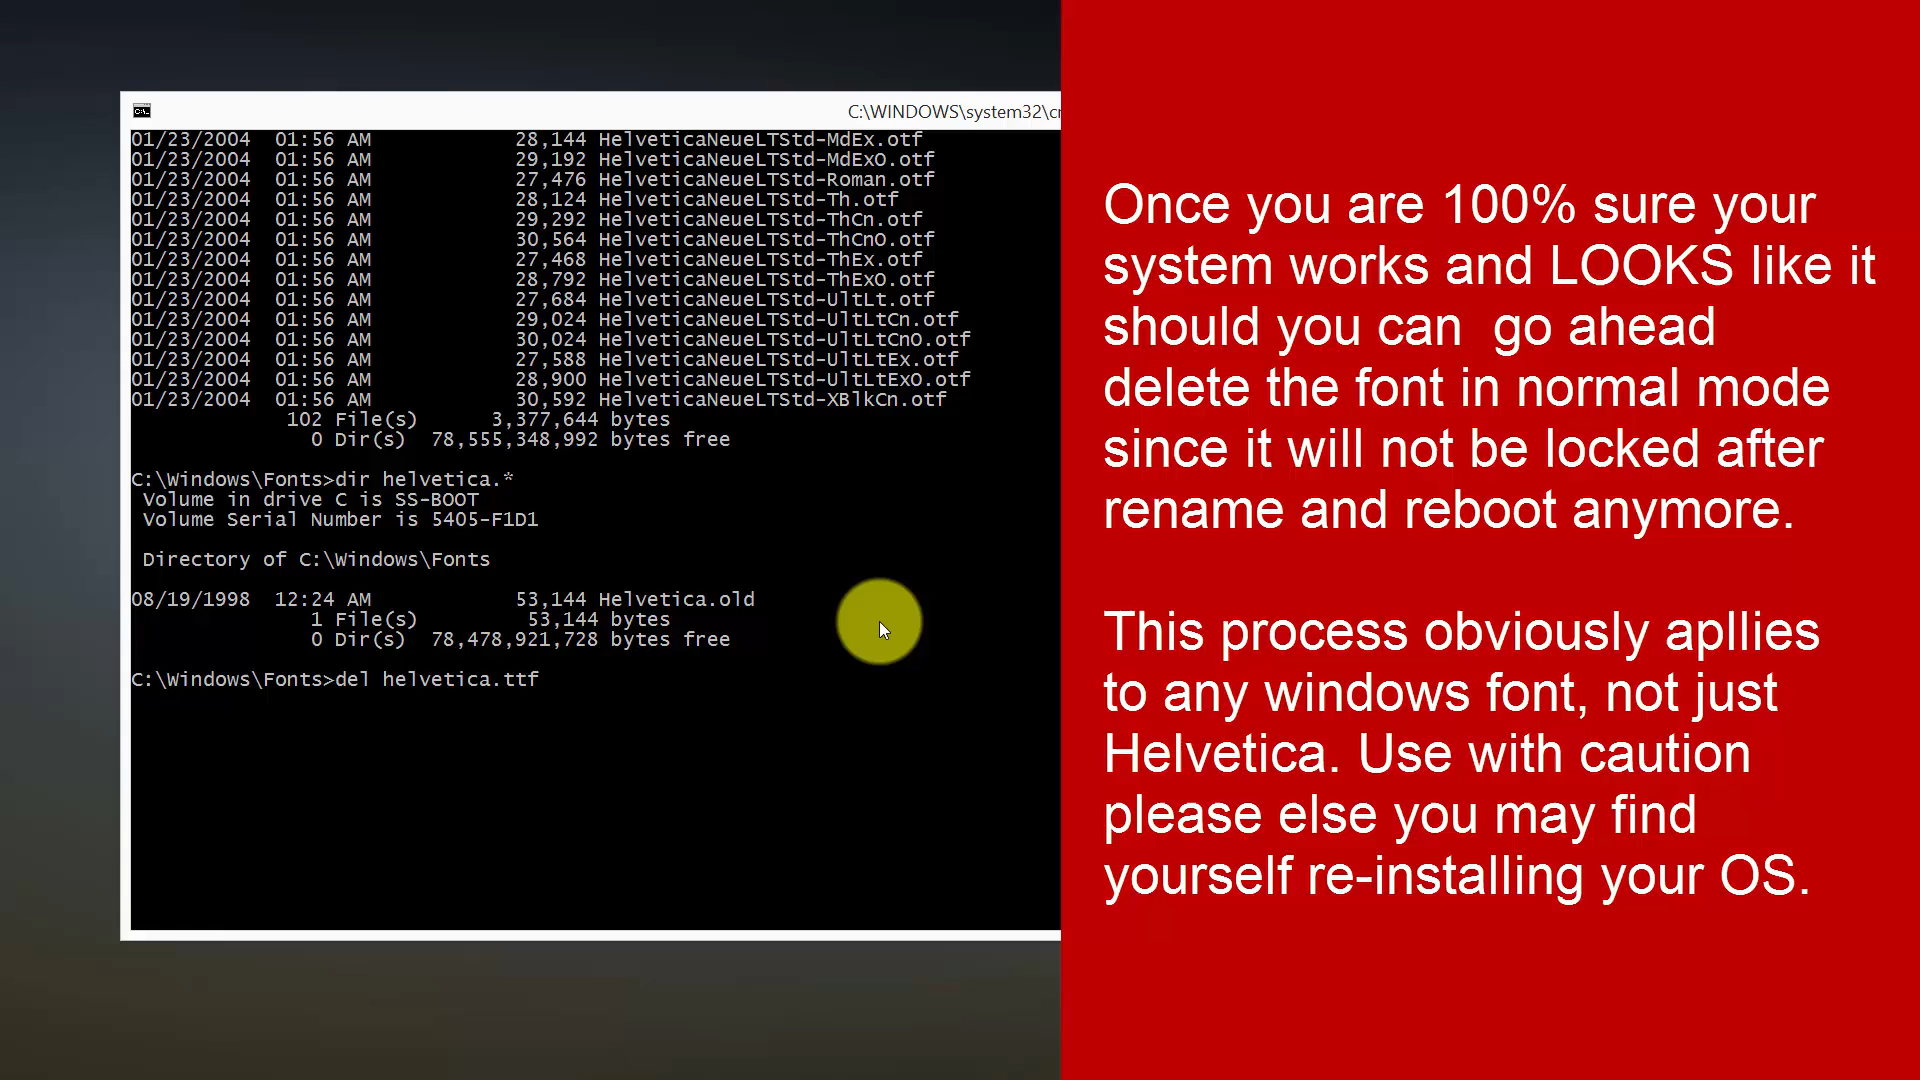 C:\WINDOWS\system32\c
01/23/2004  01:56 AM            28,144 HelveticaNeueLTStd-MdEx.otf
01/23/2004  01:56 AM            29,192 HelveticaNeueLTStd-MdExO.otf
01/23/2004  01:56 AM            27,476 HelveticaNeueLTStd-Roman.otf
01/23/2004  01:56 AM            28,124 HelveticaNeueLTStd-Th.otf
01/23/2004  01:56 AM            29,292 HelveticaNeueLTStd-ThCn.otf
01/23/2004  01:56 AM            30,564 HelveticaNeueLTStd-ThCnO.otf
01/23/2004  01:56 AM            27,468 HelveticaNeueLTStd-ThEx.otf
01/23/2004  01:56 AM            28,792 HelveticaNeueLTStd-ThExO.otf
01/23/2004  01:56 AM            27,684 HelveticaNeueLTStd-UltLt.otf
01/23/2004  01:56 AM            29,024 HelveticaNeueLTStd-UltLtCn.otf
01/23/2004  01:56 AM            30,024 HelveticaNeueLTStd-UltLtCnO.otf
01/23/2004  01:56 AM            27,588 HelveticaNeueLTStd-UltLtEx.otf
01/23/2004  01:56 AM            28,900 HelveticaNeueLTStd-UltLtExO.otf
01/23/2004  01:56 AM            30,592 HelveticaNeueLTStd-XBlkCn.otf
102 File(s)      3,377,644 bytes
0 Dir(s)  78,555,348,992 bytes free
C:\Windows\Fonts>dir helvetica.*
Volume in drive C is SS-BOOT
Volume Serial Number is 5405-F1D1
Directory of C:\Windows\Fonts
08/19/1998  12:24 AM            53,144 Helvetica.old
1 File(s)         53,144 bytes
0 Dir(s)  78,478,921,728 bytes free
C:\Windows\Fonts>del helvetica.ttf
Once you are 100% sure your
system works and LOOKS like it
should you can  go ahead
delete the font in normal mode
since it will not be locked after
rename and reboot anymore.
This process obviously apllies
to any windows font, not just
Helvetica. Use with caution
please else you may find
yourself re-installing your OS.